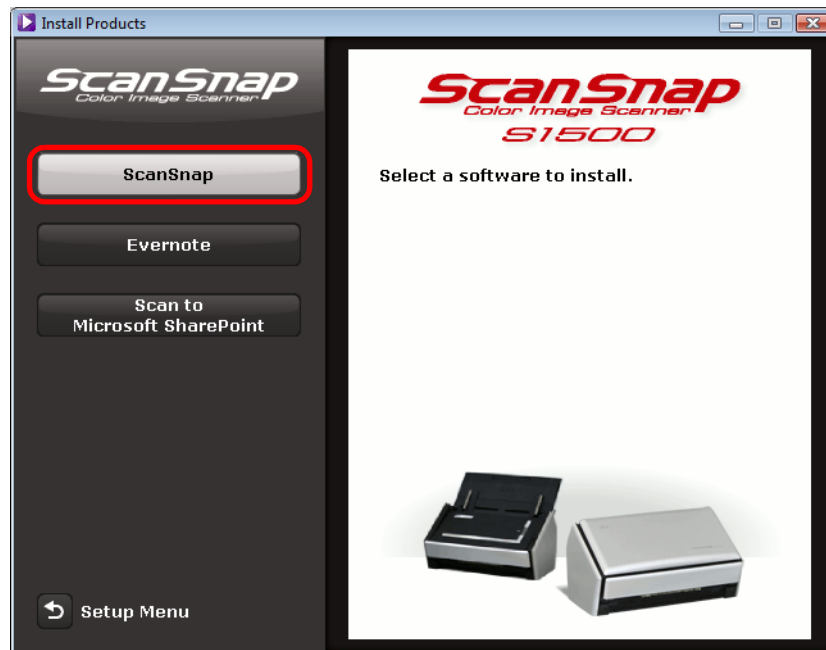 Install Products
ScanSnap
Color Image Scanner
ScanSnap
Evernote
Scan to
Microsoft SharePoint
Setup Menu
ScanSnap
Color Image Scanner
S1500
Select a software to install.